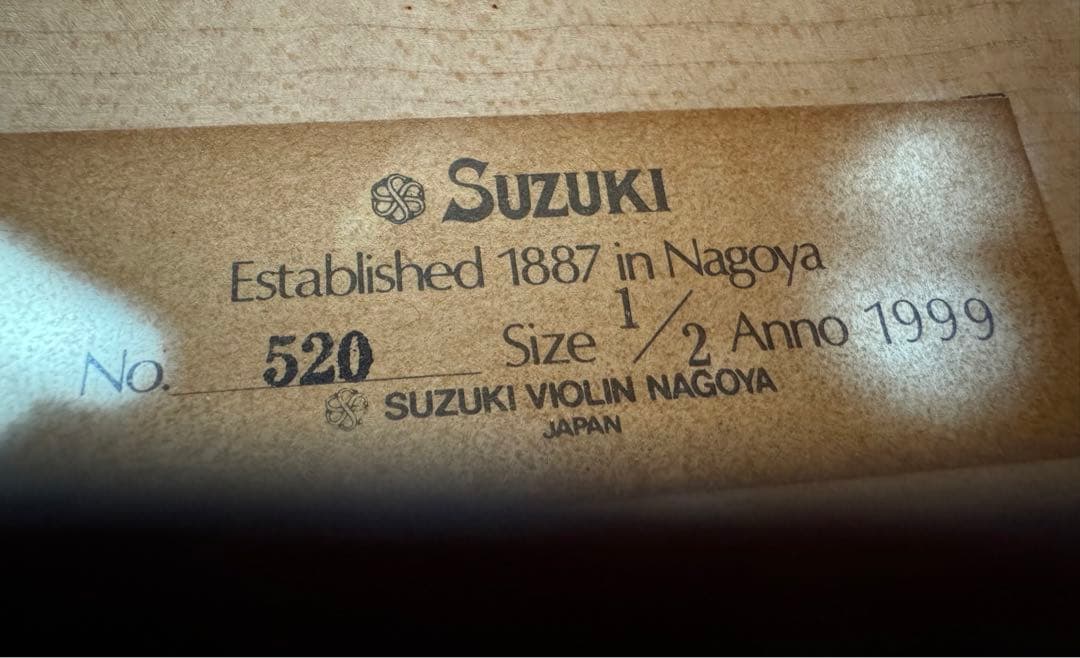 SUZUKI
Established 1887 in Nagoya
No. 520 Size 1/2 Anno 1999
SUZUKI VIOLIN NAGOYA
JAPAN